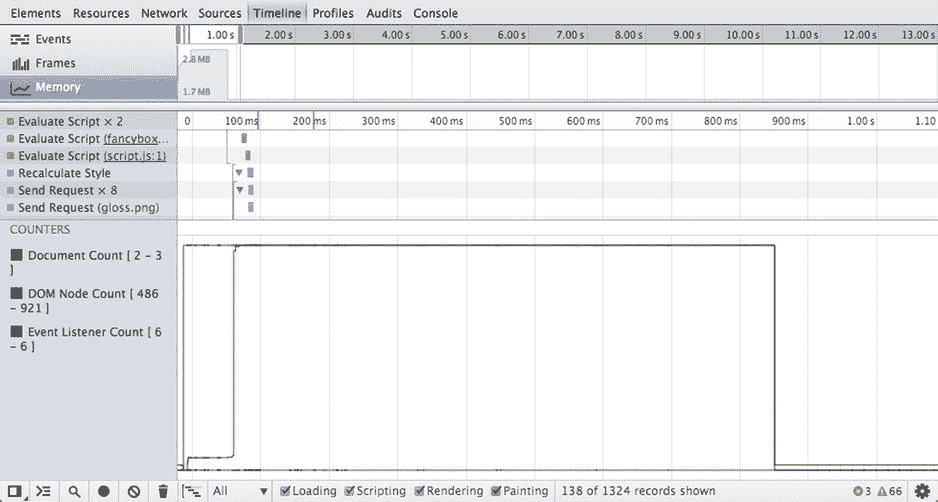 Elements Resources Network Sources Timeline Profiles Audits Console
Events
Frames
Memory
1.00 s 2.00 s 3.00 s 4.00 s 5.00 s 6.00 s 7.00 s 8.00 s 9.00 s 10.00 s 11.00 s 12.00 s 13.00 s
2.8 MB
1.7 MB
Evaluate Script × 2
0 100 ms 200 ms 300 ms 400 ms 500 ms 600 ms 700 ms 800 ms 900 ms 1.00 s 1.10
Evaluate Script (fancybox...
Evaluate Script (script.js:1)
Recalculate Style
Send Request × 8
Send Request (gloss.png)
COUNTERS
Document Count [ 2 – 3
]
DOM Node Count [ 486
– 921 ]
Event Listener Count [ 6
– 6 ]
All Loading Scripting Rendering Painting 138 of 1324 records shown 3 66